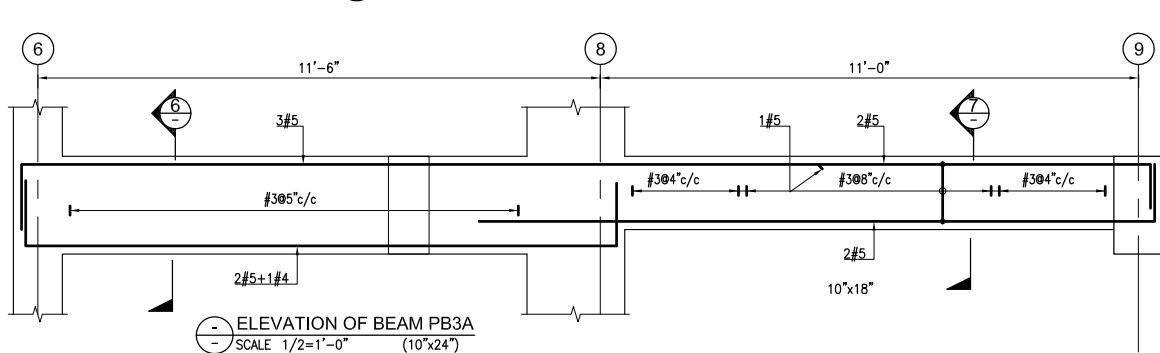 6 8 9
11'-6" 11'-0"
6 - 7 -
3#5 1#5 2#5
#3@5"c/c #3@4"c/c #3@8"c/c #3@4"c/c
2#5+1#4 2#5
10"x18"
- - ELEVATION OF BEAM PB3A
SCALE 1/2=1'-0" (10"x24")